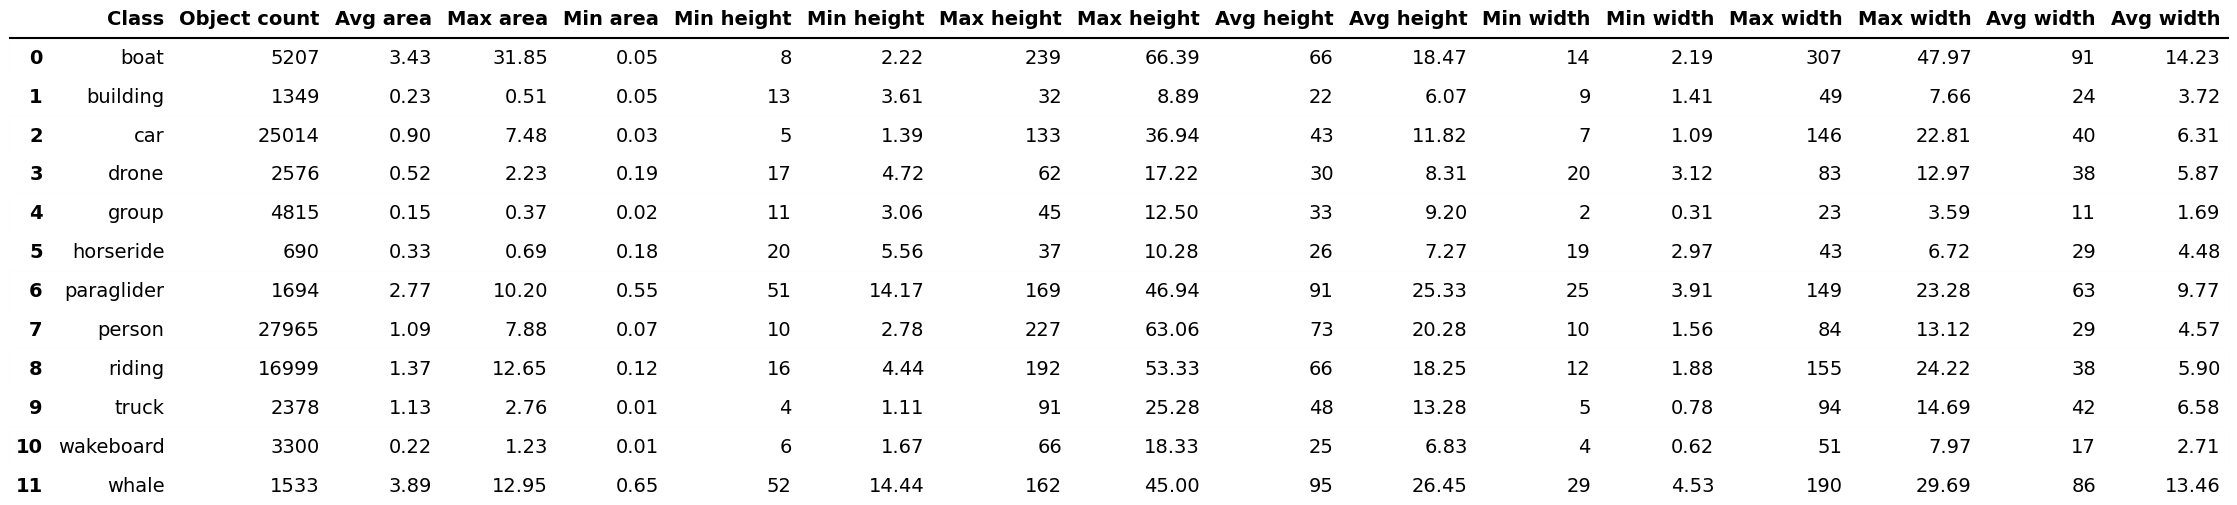 Class Object count Avg area Max area Min area Min height Min height Max height Max height Avg height Avg height Min width Min width Max width Max width Avg width Avg width
0 boat 5207 3.43 31.85 0.05 8 2.22 239 66.39 66 18.47 14 2.19 307 47.97 91 14.23
1 building 1349 0.23 0.51 0.05 13 3.61 32 8.89 22 6.07 9 1.41 49 7.66 24 3.72
2 car 25014 0.90 7.48 0.03 5 1.39 133 36.94 43 11.82 7 1.09 146 22.81 40 6.31
3 drone 2576 0.52 2.23 0.19 17 4.72 62 17.22 30 8.31 20 3.12 83 12.97 38 5.87
4 group 4815 0.15 0.37 0.02 11 3.06 45 12.50 33 9.20 2 0.31 23 3.59 11 1.69
5 horseride 690 0.33 0.69 0.18 20 5.56 37 10.28 26 7.27 19 2.97 43 6.72 29 4.48
6 paraglider 1694 2.77 10.20 0.55 51 14.17 169 46.94 91 25.33 25 3.91 149 23.28 63 9.77
7 person 27965 1.09 7.88 0.07 10 2.78 227 63.06 73 20.28 10 1.56 84 13.12 29 4.57
8 riding 16999 1.37 12.65 0.12 16 4.44 192 53.33 66 18.25 12 1.88 155 24.22 38 5.90
9 truck 2378 1.13 2.76 0.01 4 1.11 91 25.28 48 13.28 5 0.78 94 14.69 42 6.58
10 wakeboard 3300 0.22 1.23 0.01 6 1.67 66 18.33 25 6.83 4 0.62 51 7.97 17 2.71
11 whale 1533 3.89 12.95 0.65 52 14.44 162 45.00 95 26.45 29 4.53 190 29.69 86 13.46